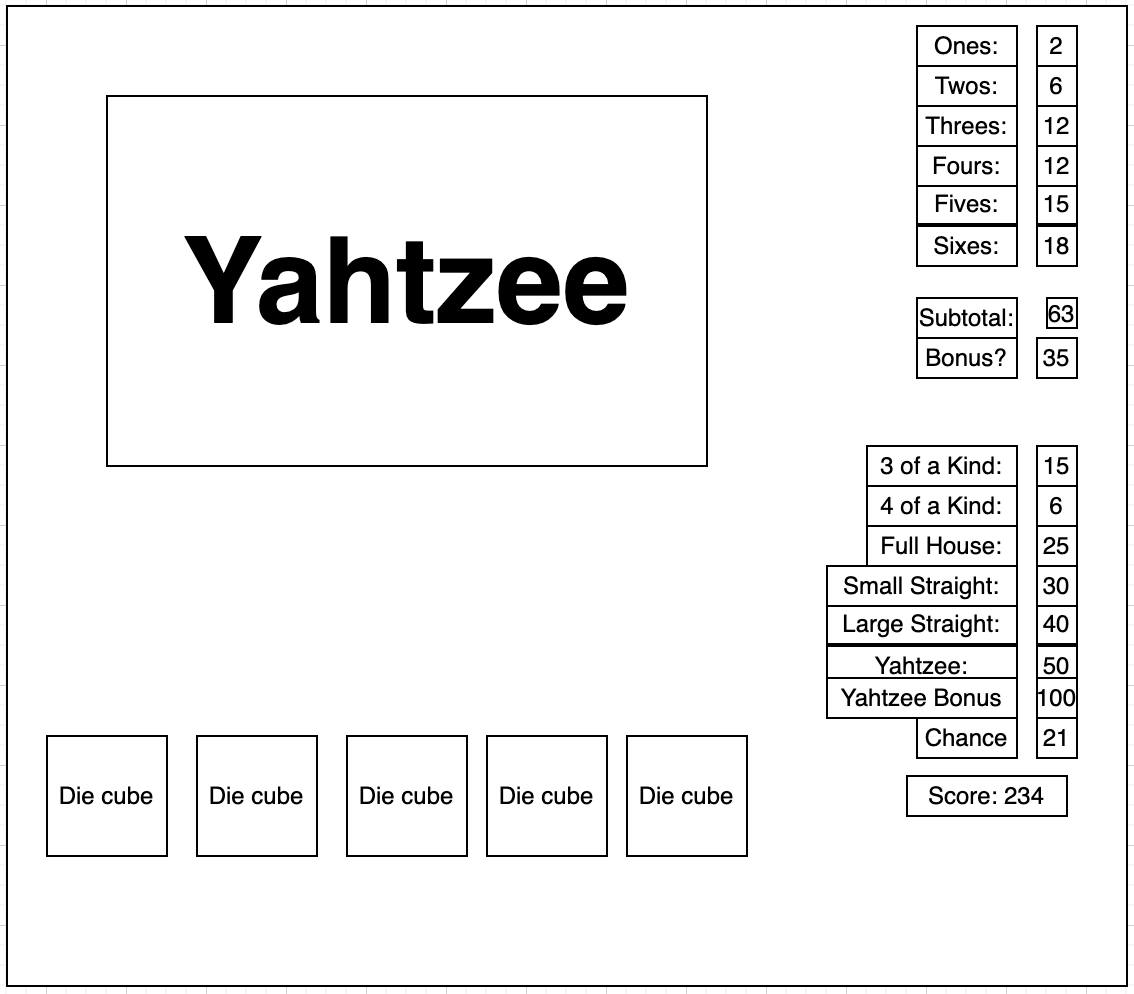 Yahtzee
Ones: 2
Twos: 6
Threes: 12
Fours: 12
Fives: 15
Sixes: 18
Subtotal: 63
Bonus? 35
3 of a Kind: 15
4 of a Kind: 6
Full House: 25
Small Straight: 30
Large Straight: 40
Yahtzee: 50
Yahtzee Bonus 100
Chance 21
Die cube Die cube Die cube Die cube Die cube
Score: 234